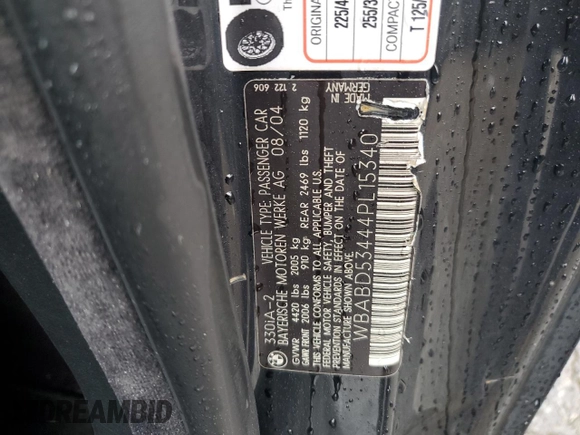 ORIGINA
225/4
255/3
COMPACT
T 125/
330iA-2 VEHICLE TYPE: PASSENGER CAR
BAYERISCHE MOTOREN WERKE AG 08/04
GVWR 4420 lbs 2005 kg
GAWR FRONT 2006 lbs 910 kg REAR 2469 lbs 1120 kg
THIS VEHICLE CONFORMS TO ALL APPLICABLE U.S.
FEDERAL MOTOR VEHICLE SAFETY, BUMPER AND THEFT
PREVENTION STANDARDS IN EFFECT ON THE DATE OF
MANUFACTURE SHOWN ABOVE.
2 122 606
GERMANY
MADE IN
WBABD53444PL15340
DREAMBID